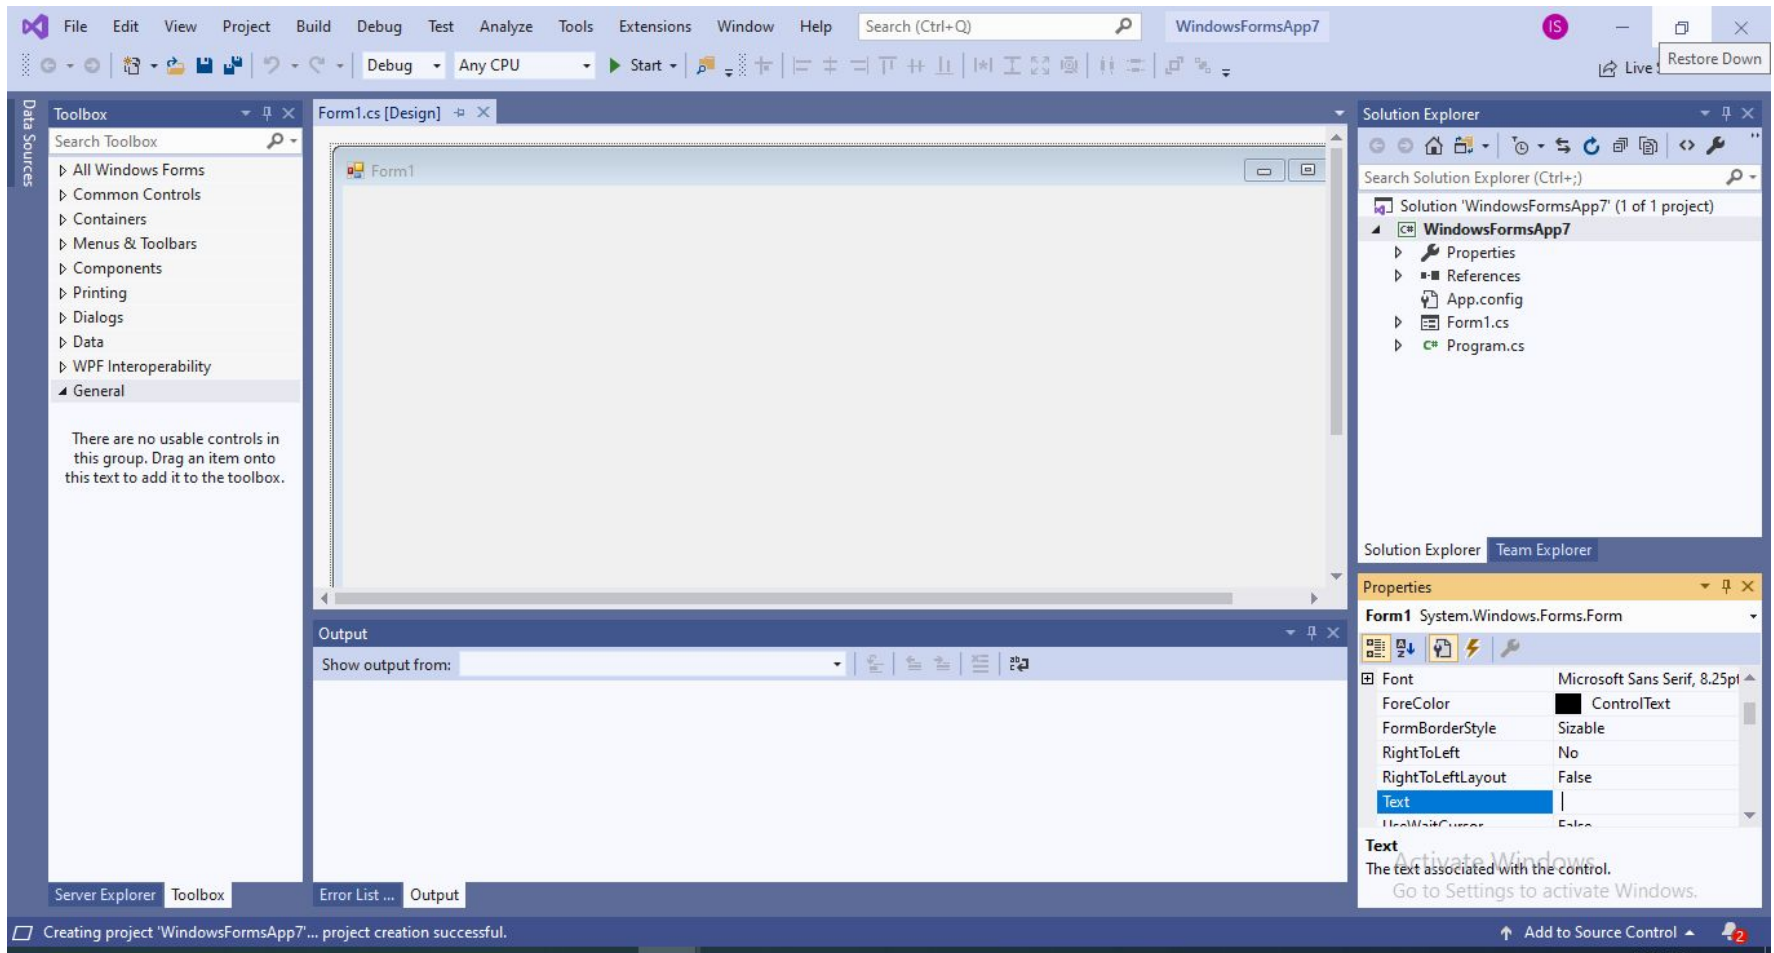 File Edit View Project Build Debug Test Analyze Tools Extensions Window Help Search (Ctrl+Q) WindowsFormsApp7 IS
Debug Any CPU Start Live Restore Down
Data Sources
Toolbox
Search Toolbox
All Windows Forms
Common Controls
Containers
Menus & Toolbars
Components
Printing
Dialogs
Data
WPF Interoperability
General
There are no usable controls in
this group. Drag an item onto
this text to add it to the toolbox.
Server Explorer Toolbox
Form1.cs [Design]
Form1
Output
Show output from:
Error List ... Output
Solution Explorer
Search Solution Explorer (Ctrl+;)
Solution 'WindowsFormsApp7' (1 of 1 project)
C# WindowsFormsApp7
Properties
References
App.config
Form1.cs
C# Program.cs
Solution Explorer Team Explorer
Properties
Form1 System.Windows.Forms.Form
Font Microsoft Sans Serif, 8.25pt
ForeColor ControlText
FormBorderStyle Sizable
RightToLeft No
RightToLeftLayout False
Text
UseWaitCursor False
Text
The text associated with the control.
Activate Windows
Go to Settings to activate Windows.
Creating project 'WindowsFormsApp7'... project creation successful.
Add to Source Control 2